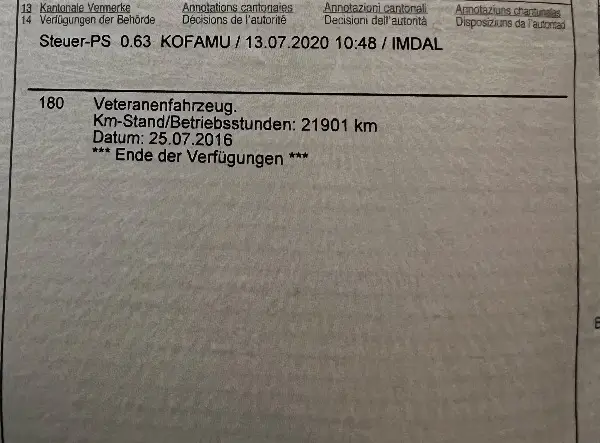 13 Kantonale Vermerke Annotations cantonales Annotazioni cantonali Annotaziuns chantunalas
14 Verfügungen der Behörde Décisions de l'autorité Decisioni dell'autorità Disposiziuns da l'autoritad
Steuer-PS 0.63 KOFAMU / 13.07.2020 10:48 / IMDAL
180 Veteranenfahrzeug.
Km-Stand/Betriebsstunden: 21901 km
Datum: 25.07.2016
*** Ende der Verfügungen ***